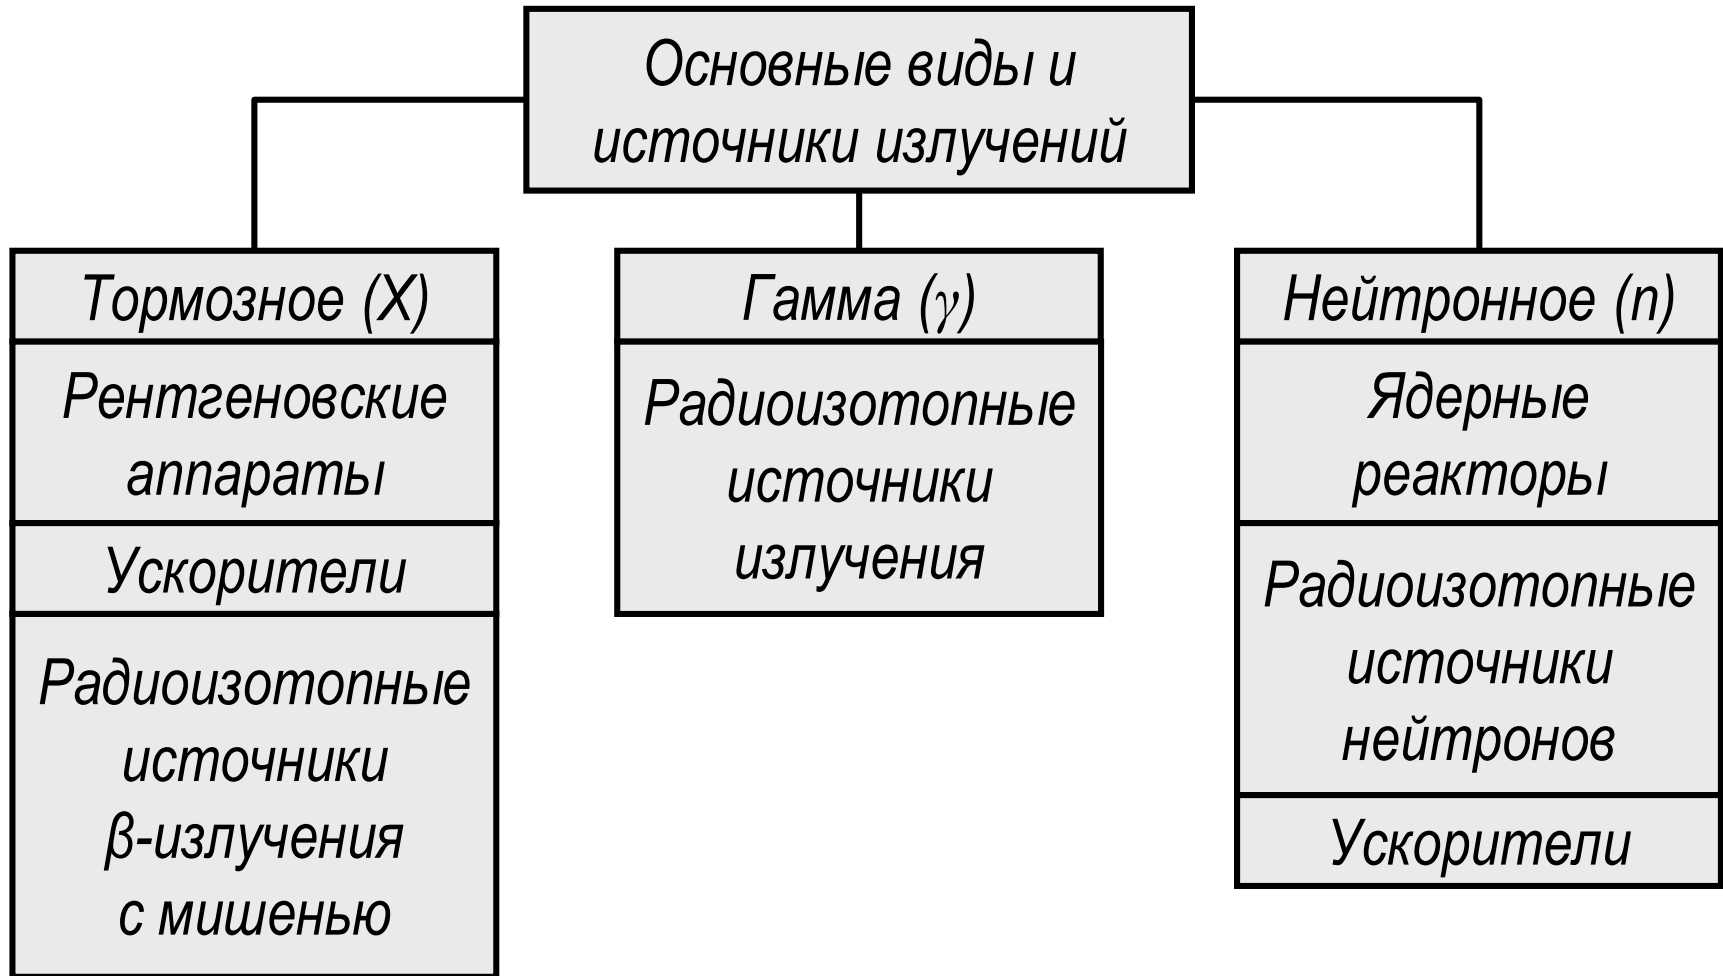 Основные виды и
источники излучений
Тормозное (X)
Рентгеновские
аппараты
Ускорители
Радиоизотопные
источники
β-излучения
с мишенью
Гамма (γ)
Радиоизотопные
источники
излучения
Нейтронное (n)
Ядерные
реакторы
Радиоизотопные
источники
нейтронов
Ускорители